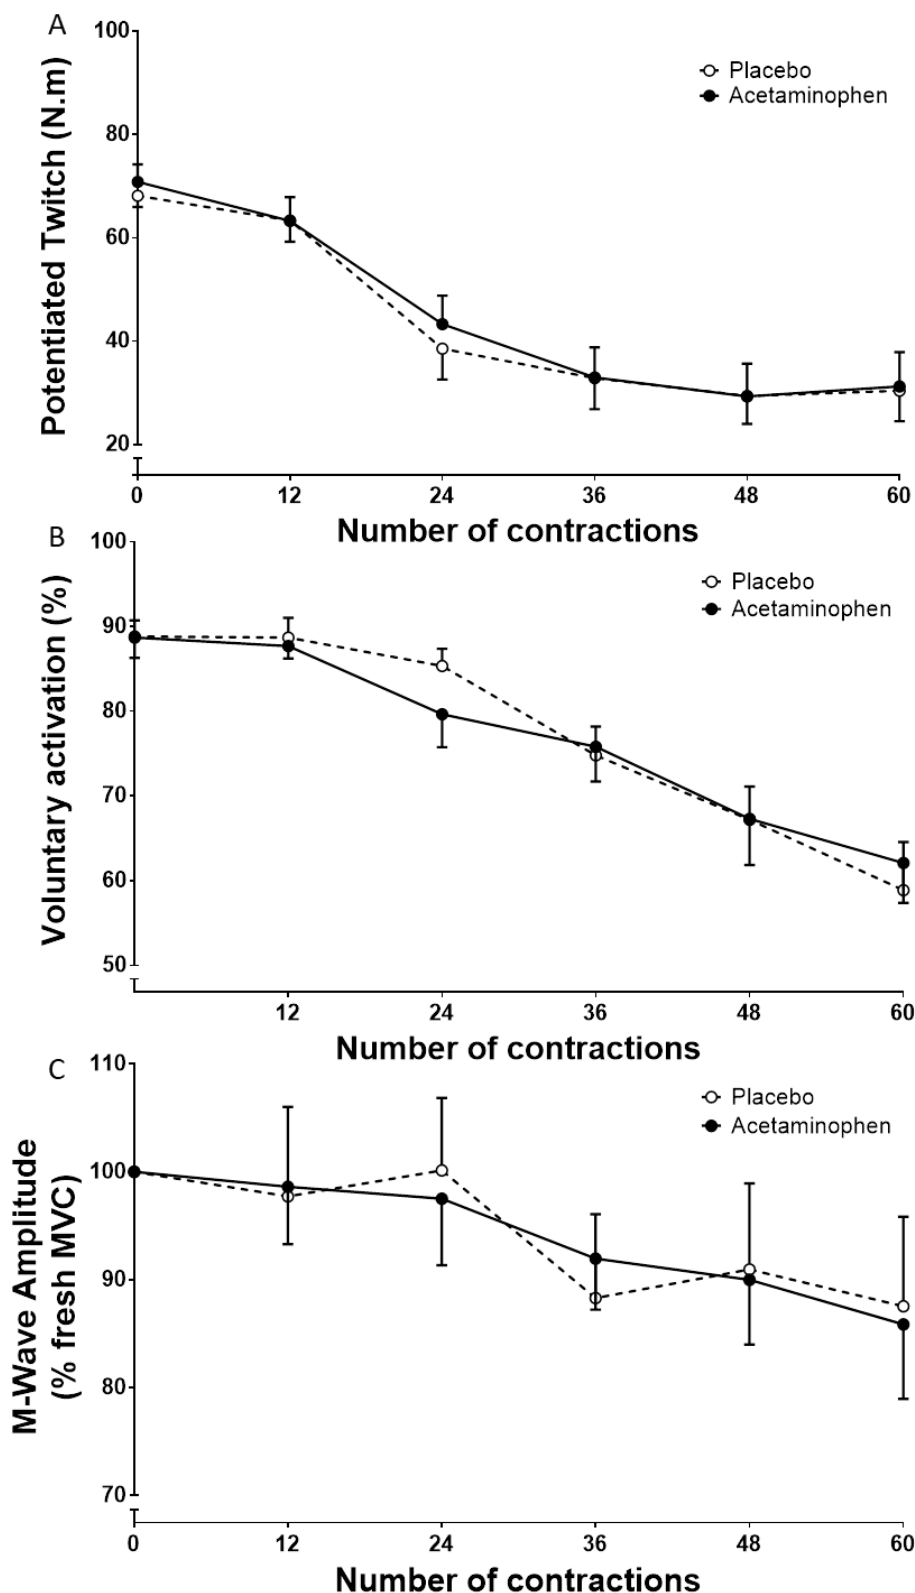 A
Potentiated Twitch (N.m)
100
80
60
40
20
Placebo
Acetaminophen
0 12 24 36 48 60
Number of contractions
B
Voluntary activation (%)
100
90
80
70
60
50
Placebo
Acetaminophen
12 24 36 48 60
Number of contractions
C
M-Wave Amplitude
(% fresh MVC)
110
100
90
80
70
Placebo
Acetaminophen
0 12 24 36 48 60
Number of contractions